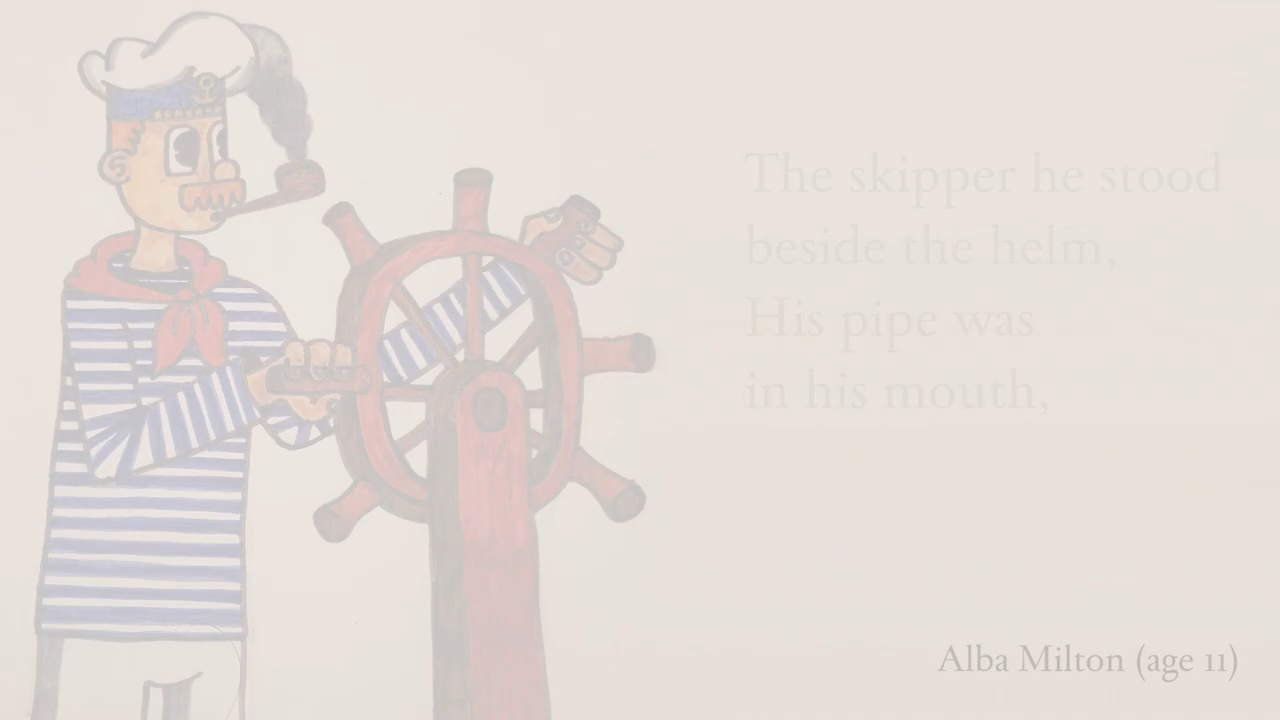 The skipper he stood
beside the helm,
His pipe was
in his mouth,
Alba Milton (age 11)